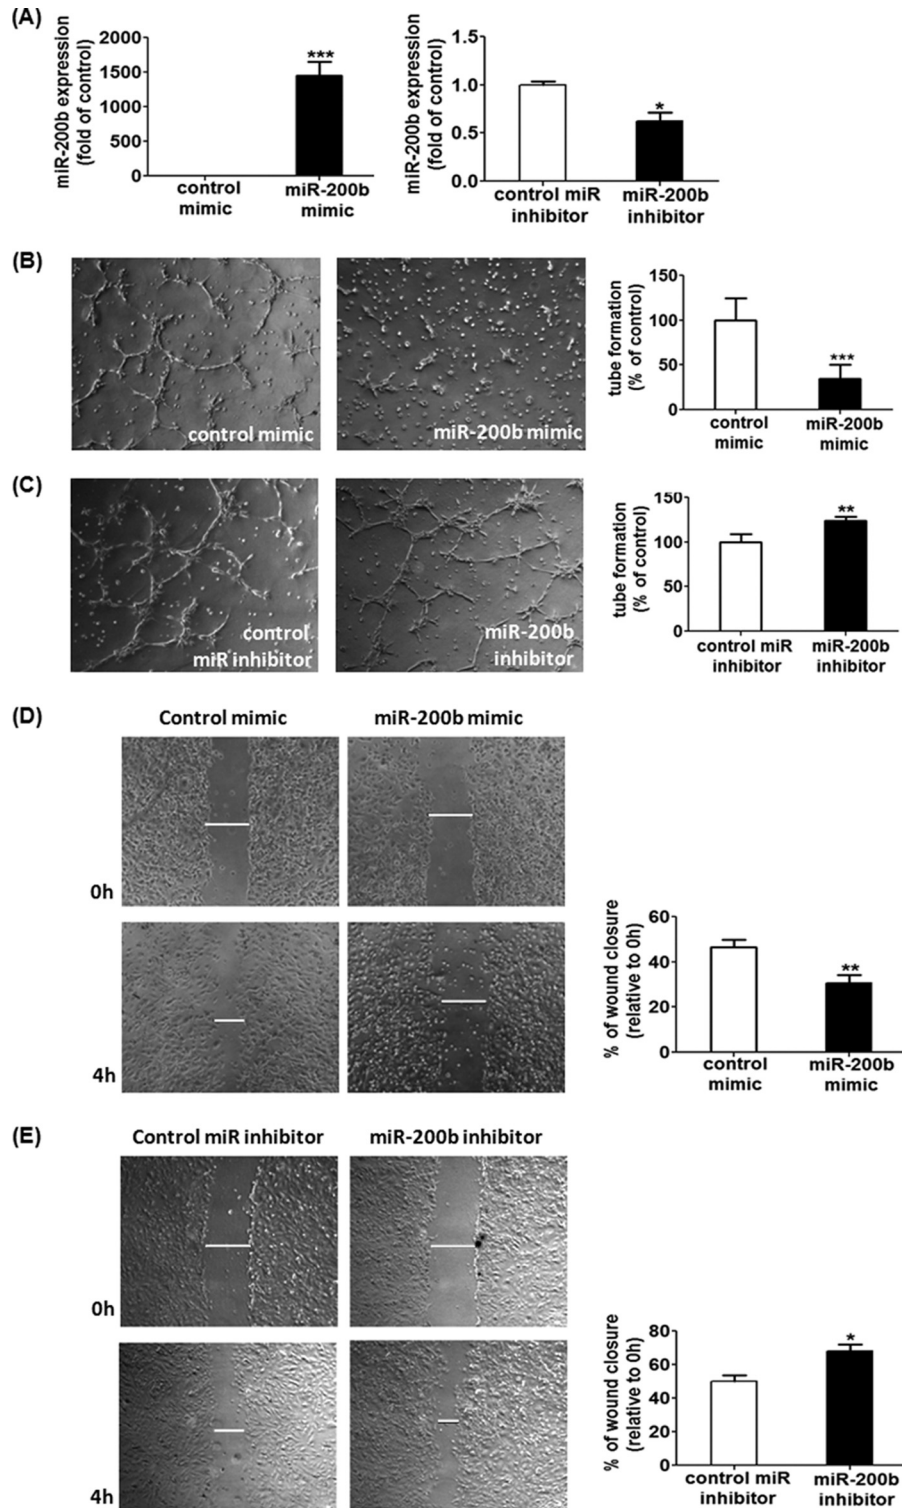 (A)
miR-200b expression
(fold of control)
2000
1500
1000
500
0
***
control
mimic
miR-200b
mimic
miR-200b expression
(fold of control)
1.5
1.0
0.5
0.0
*
control miR
inhibitor
miR-200b
inhibitor
(B)
control mimic
miR-200b mimic
tube formation
(% of control)
150
100
50
0
***
control
mimic
miR-200b
mimic
(C)
control
miR inhibitor
miR-200b
inhibitor
tube formation
(% of control)
150
100
50
0
**
control miR
inhibitor
miR-200b
inhibitor
(D)
Control mimic
miR-200b mimic
0h
4h
% of wound closure
(relative to 0h)
60
40
20
0
**
control
mimic
miR-200b
mimic
(E)
Control miR inhibitor
miR-200b inhibitor
0h
4h
% of wound closure
(relative to 0h)
80
60
40
20
0
*
control miR
inhibitor
miR-200b
inhibitor